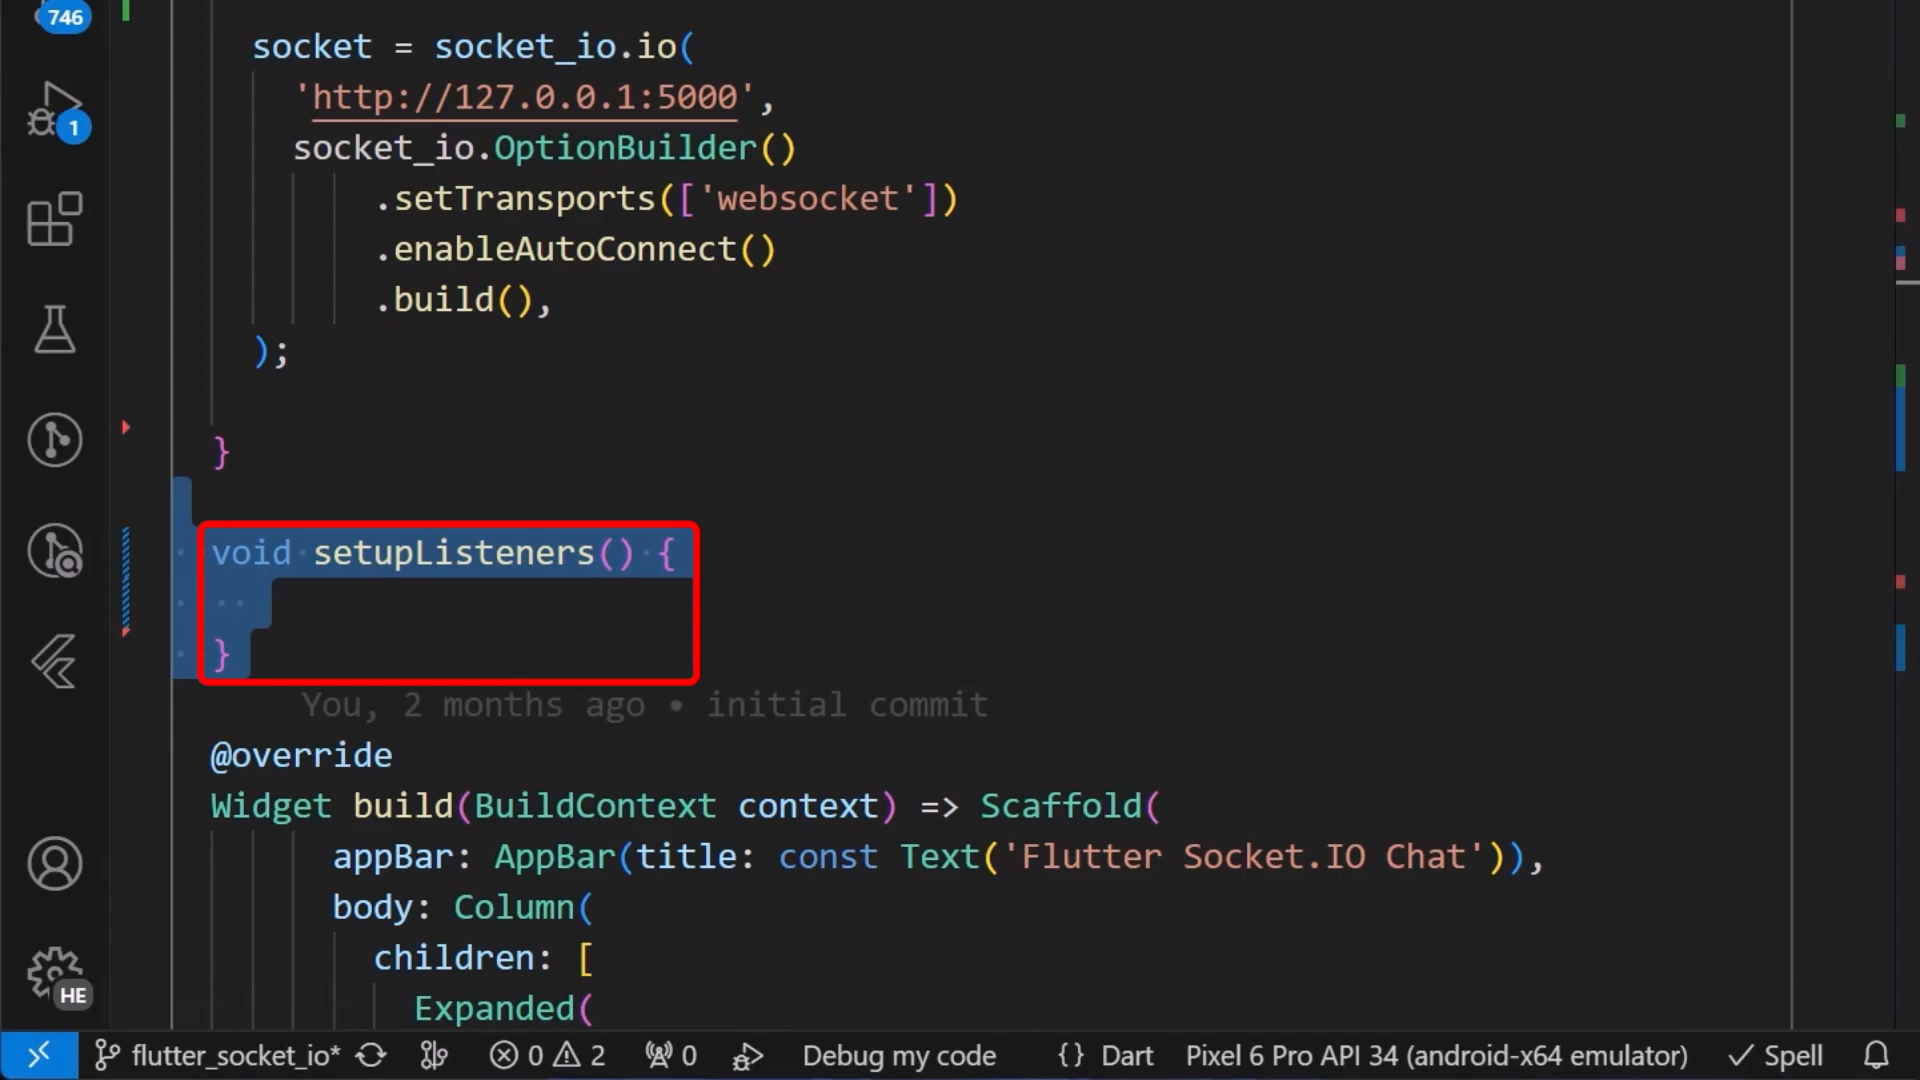 746
socket = socket_io.io(
'http://127.0.0.1:5000',
1
socket_io.OptionBuilder()
.setTransports(['websocket'])
.enableAutoConnect()
.build(),
);
}
void setupListeners() {
}
You, 2 months ago • initial commit
@override
Widget build(BuildContext context) => Scaffold(
appBar: AppBar(title: const Text('Flutter Socket.IO Chat')),
body: Column(
children: [
HE
Expanded(
flutter_socket_io* 0 2 0 Debug my code {} Dart Pixel 6 Pro API 34 (android-x64 emulator) Spell